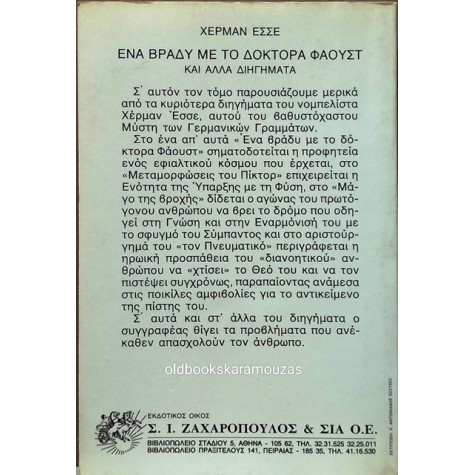 ΧΕΡΜΑΝ ΕΣΣΕ
ΕΝΑ ΒΡΑΔΥ ΜΕ ΤΟ ΔΟΚΤΟΡΑ ΦΑΟΥΣΤ
ΚΑΙ ΑΛΛΑ ΔΙΗΓΗΜΑΤΑ
Σ' αυτόν τον τόμο παρουσιάζουμε μερικά
από τα κυριότερα διηγήματα του νομπελίστα
Χέρμαν Έσσε, αυτού του βαθυστόχαστου
Μύστη των Γερμανικών Γραμμάτων.
Στο ένα απ' αυτά «Ένα βράδυ με το δό-
κτορα Φάουστ» σηματοδοτείται η προφητεία
ενός εφιαλτικού κόσμου που έρχεται, στο
«Μεταμορφώσεις του Πίκτορ» επιχειρείται η
Ενότητα της Ύπαρξης με τη Φύση, στο «Μά-
γο της βροχής» δίδεται ο αγώνας του πρωτό-
γονου ανθρώπου να βρει το δρόμο που οδη-
γεί στη Γνώση και στην Εναρμόνισή του με
το σφυγμό του Σύμπαντος και στο αριστούρ-
γημά του «τον Πνευματικό» περιγράφεται η
ηρωική προσπάθεια του «διανοητικού» αν-
θρώπου να «χτίσει» το Θεό του και να τον
πιστέψει συγχρόνως, παραπαίοντας ανάμεσα
στις ποικίλες αμφιβολίες για το αντικείμενο
της πίστης του.
Σ' αυτά και στ' άλλα του διηγήματα ο
συγγραφέας θίγει τα προβλήματα που ανέ-
καθεν απασχολούν τον άνθρωπο.
oldbookskaramouzas
ΕΚΔΟΤΙΚΟΣ ΟΙΚΟΣ
Σ. Ι. ΖΑΧΑΡΟΠΟΥΛΟΣ & ΣΙΑ Ο.Ε.
ΒΙΒΛΙΟΠΩΛΕΙΟ ΣΤΑΔΙΟΥ 5, ΑΘΗΝΑ - 105 62, ΤΗΛ. 32.31.525 32.25.011
ΒΙΒΛΙΟΠΩΛΕΙΟ ΠΡΑΞΙΤΕΛΟΥΣ 141, ΠΕΙΡΑΙΑΣ - 185 35, ΤΗΛ. 41.16.530